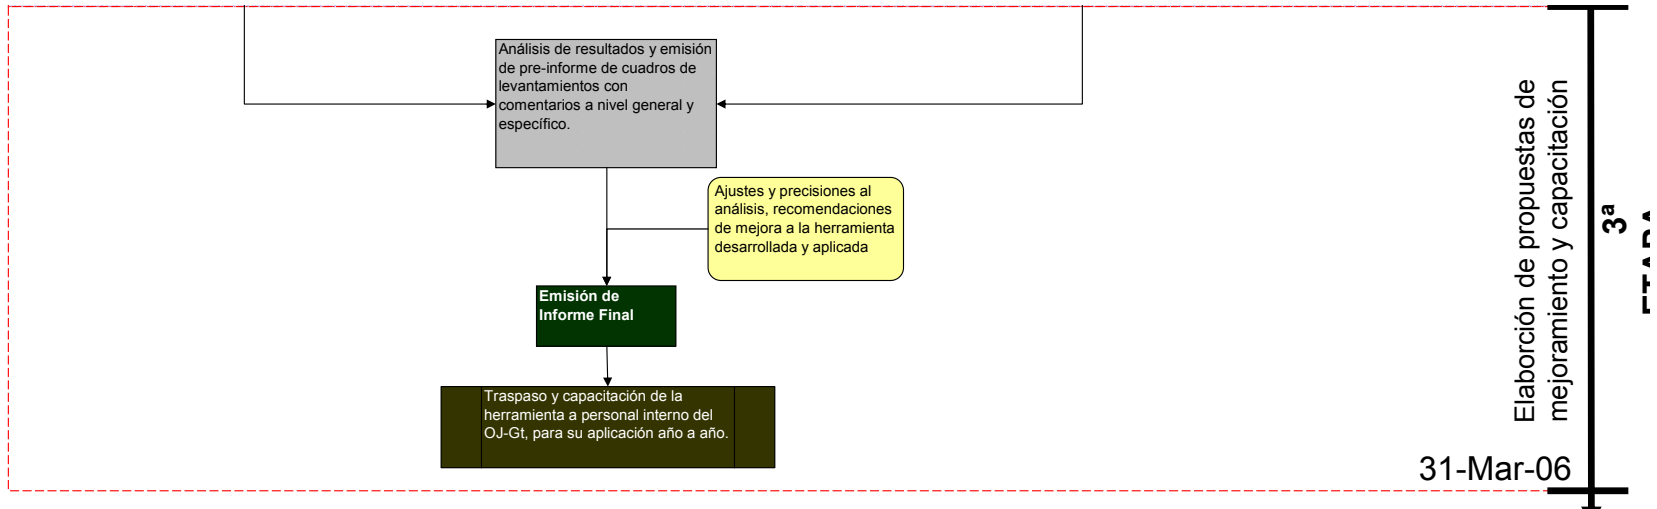 Análisis de resultados y emisión
de pre-informe de cuadros de
levantamientos con
comentarios a nivel general y
específico.
Ajustes y precisiones al
análisis, recomendaciones
de mejora a la herramienta
desarrollada y aplicada
Emisión de
Informe Final
Traspaso y capacitación de la
herramienta a personal interno del
OJ-Gt, para su aplicación año a año.
Elaborción de propuestas de
mejoramiento y capacitación
31-Mar-06
3ª